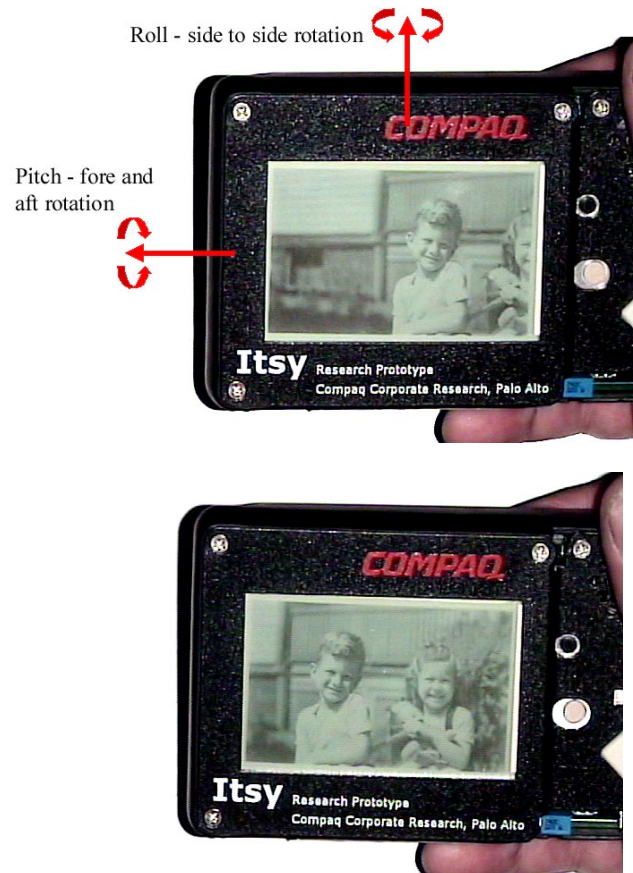 Roll - side to side rotation
COMPAQ
Pitch - fore and
aft rotation
Itsy Research Prototype
Compaq Corporate Research, Palo Alto
COMPAQ
Itsy Research Prototype
Compaq Corporate Research, Palo Alto